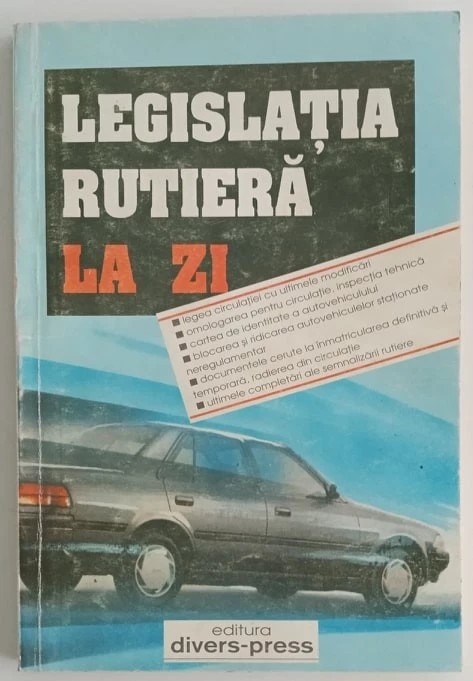 LEGISLAȚIA
RUTIERĂ
LA ZI
■ legea circulației cu ultimele modificări
■ omologarea pentru circulație, inspecția tehnică
■ cartea de identitate a autovehiculului
■ blocarea și ridicarea autovehiculelor staționate
neregulamentar
■ documentele cerute la înmatricularea definitivă și
temporară, radierea din circulație
■ ultimele completări ale semnalizării rutiere
editura
divers-press